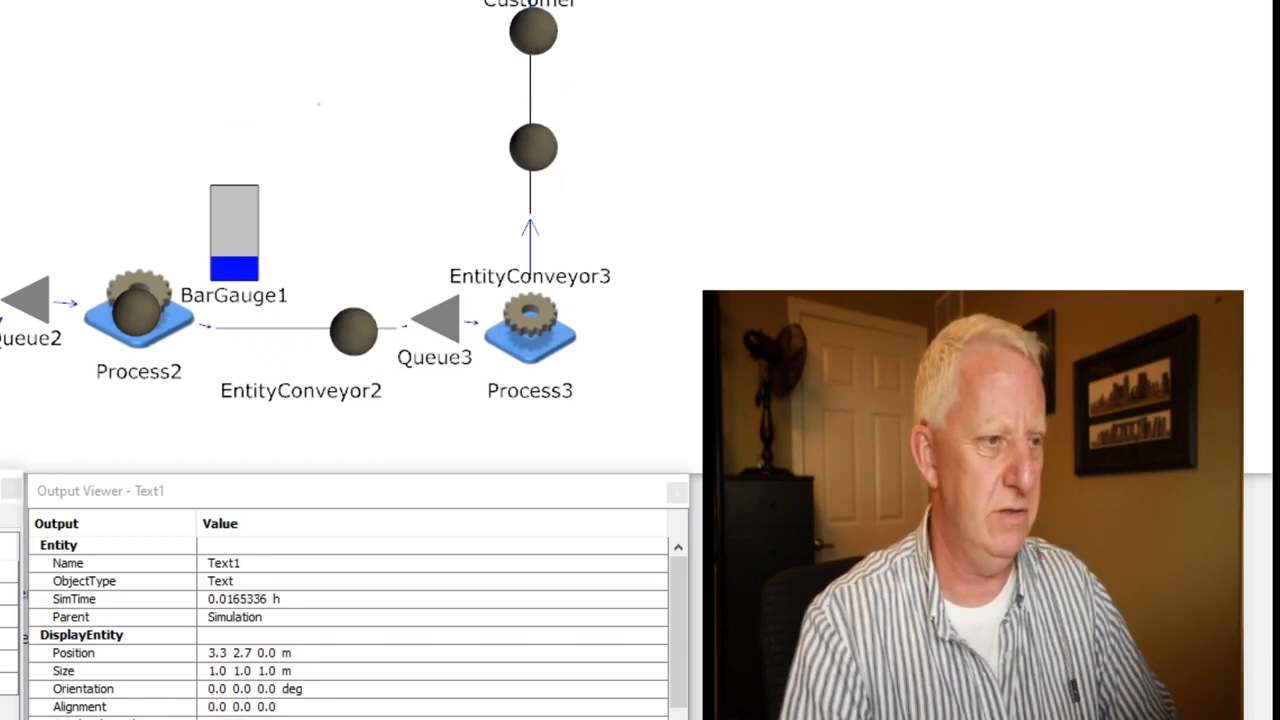 Customer
EntityConveyor3
BarGauge1
Queue2
Process2
Queue3
EntityConveyor2
Process3
Output Viewer - Text1
x
Output Value
Entity
Name Text1
ObjectType Text
SimTime 0.0165336 h
Parent Simulation
DisplayEntity
Position 3.3 2.7 0.0 m
Size 1.0 1.0 1.0 m
Orientation 0.0 0.0 0.0 deg
Alignment 0.0 0.0 0.0